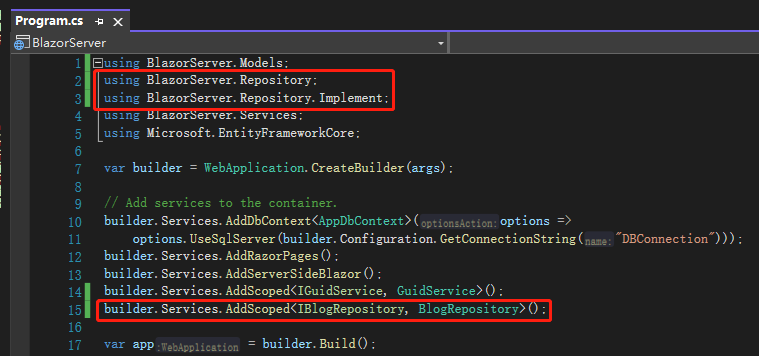 Program.cs
BlazorServer
1 using BlazorServer.Models;
2 using BlazorServer.Repository;
3 using BlazorServer.Repository.Implement;
4 using BlazorServer.Services;
5 using Microsoft.EntityFrameworkCore;
6
7 var builder = WebApplication.CreateBuilder(args);
8
9 // Add services to the container.
10 builder.Services.AddDbContext<AppDbContext>(optionsAction: options =>
11 options.UseSqlServer(builder.Configuration.GetConnectionString(name: "DBConnection")));
12 builder.Services.AddRazorPages();
13 builder.Services.AddServerSideBlazor();
14 builder.Services.AddScoped<IGuidService, GuidService>();
15 builder.Services.AddScoped<IBlogRepository, BlogRepository>();
16
17 var app :WebApplication = builder.Build();